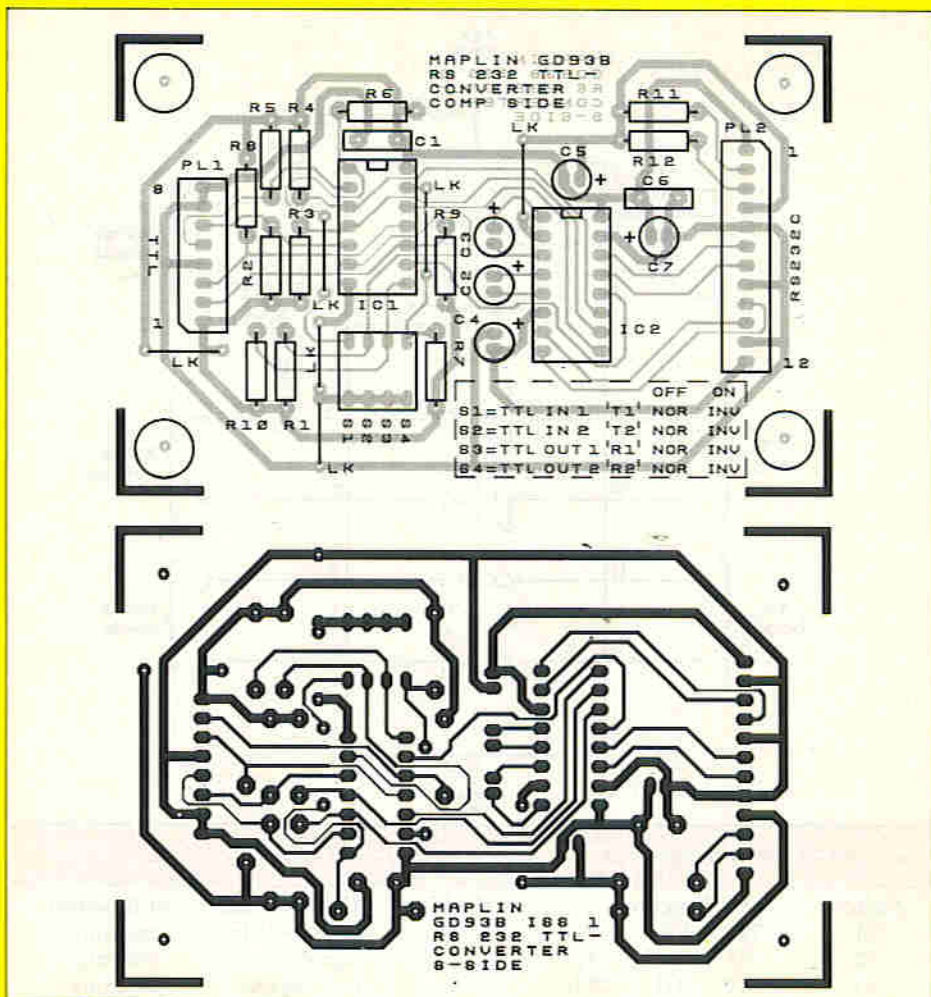 MAPLIN GD93B
RS 232 TTL-
CONVERTER
COMP SIDE
R5 R4
R6
R11
C1
LK
PL2
R8
R12
C5
PL1
+
1
8
LK
C6
R3
R9
+
TTL
R2
C3
+
RS232C
C7
C2
+
LK
IC1
C4
IC2
1
+
LK
LK
R7
12
R10 R1
LK
OFF ON
S1=TTL IN 1 'T1' NOR INV
S2=TTL IN 2 'T2' NOR INV
S3=TTL OUT 1 'R1' NOR INV
S4=TTL OUT 2 'R2' NOR INV
MAPLIN
GD93B ISS 1
RS 232 TTL-
CONVERTER
S-SIDE